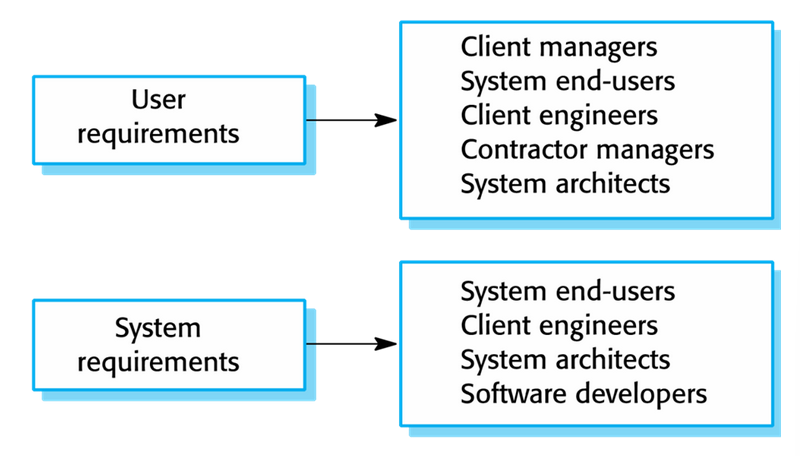 User
requirements
Client managers
System end-users
Client engineers
Contractor managers
System architects
System
requirements
System end-users
Client engineers
System architects
Software developers